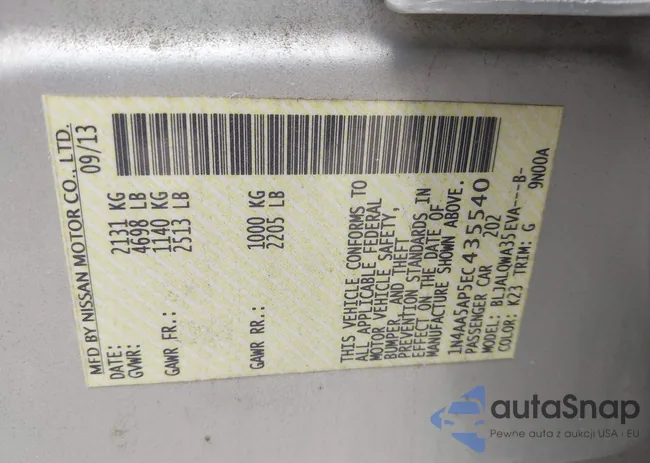 MFD BY NISSAN MOTOR CO., LTD.
DATE: 09/13
GVWR: 2131 KG
4698 LB
GAWR FR.: 1140 KG
2513 LB
GAWR RR.: 1000 KG
2205 LB
THIS VEHICLE CONFORMS TO
ALL APPLICABLE FEDERAL
MOTOR VEHICLE SAFETY,
BUMPER, AND THEFT
PREVENTION STANDARDS IN
EFFECT ON THE DATE OF
MANUFACTURE SHOWN ABOVE.
1N4AA5AP5EC435540
PASSENGER CAR 202
MODEL: BLJALQWA35EVA---B-
COLOR: K23 TRIM: G 9N00A
autaSnap
Pewne auta z aukcji USA i EU